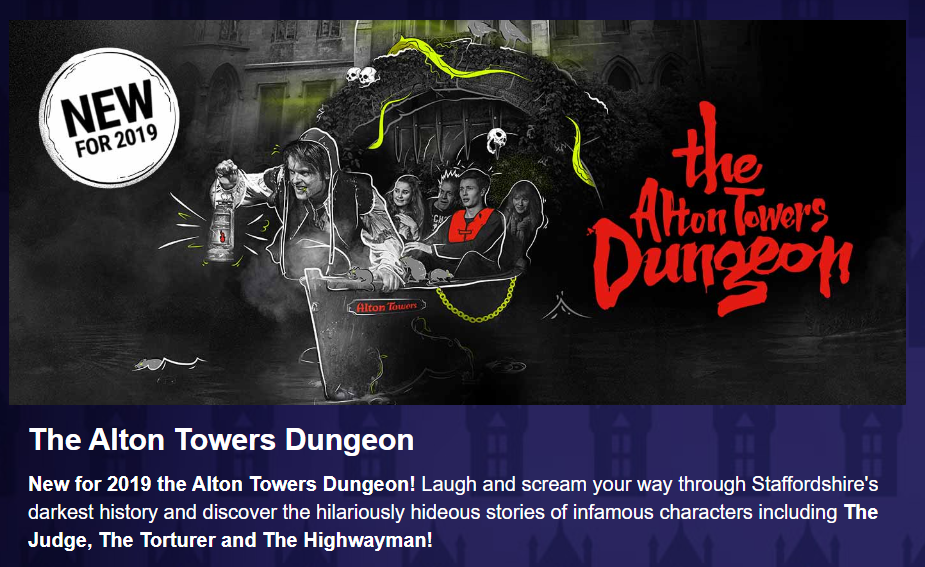 NEW
FOR 2019
the
Alton Towers
Dungeon
Alton Towers
The Alton Towers Dungeon
New for 2019 the Alton Towers Dungeon! Laugh and scream your way through Staffordshire's
darkest history and discover the hilariously hideous stories of infamous characters including The
Judge, The Torturer and The Highwayman!